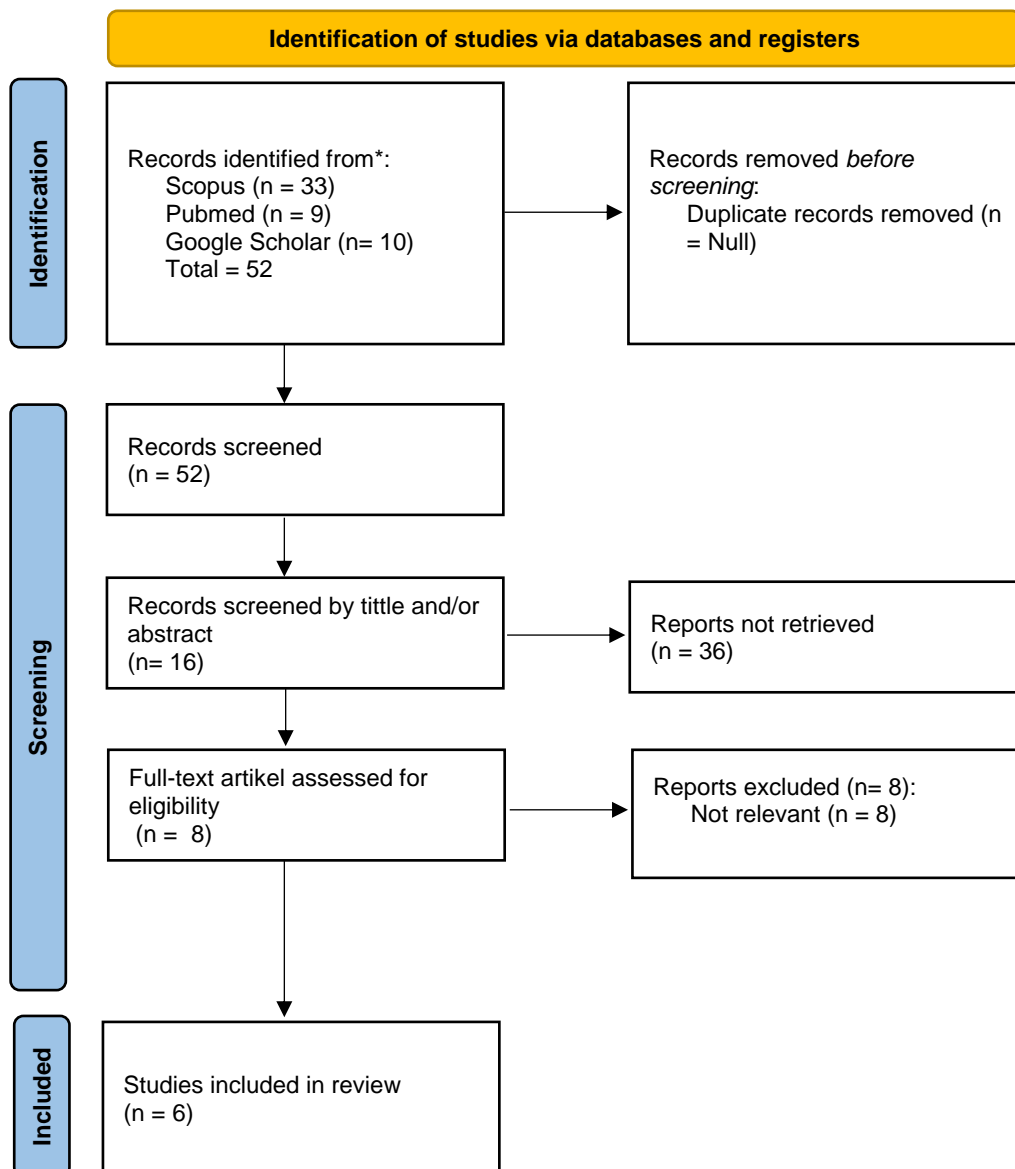 Identification of studies via databases and registers
Identification
Records identified from*:
Scopus (n = 33)
Pubmed (n = 9)
Google Scholar (n= 10)
Total = 52
Records removed before
screening:
Duplicate records removed (n
= Null)
Screening
Records screened
(n = 52)
Records screened by tittle and/or
abstract
(n= 16)
Reports not retrieved
(n = 36)
Full-text artikel assessed for
eligibility
(n =  8)
Reports excluded (n= 8):
Not relevant (n = 8)
Included
Studies included in review
(n = 6)